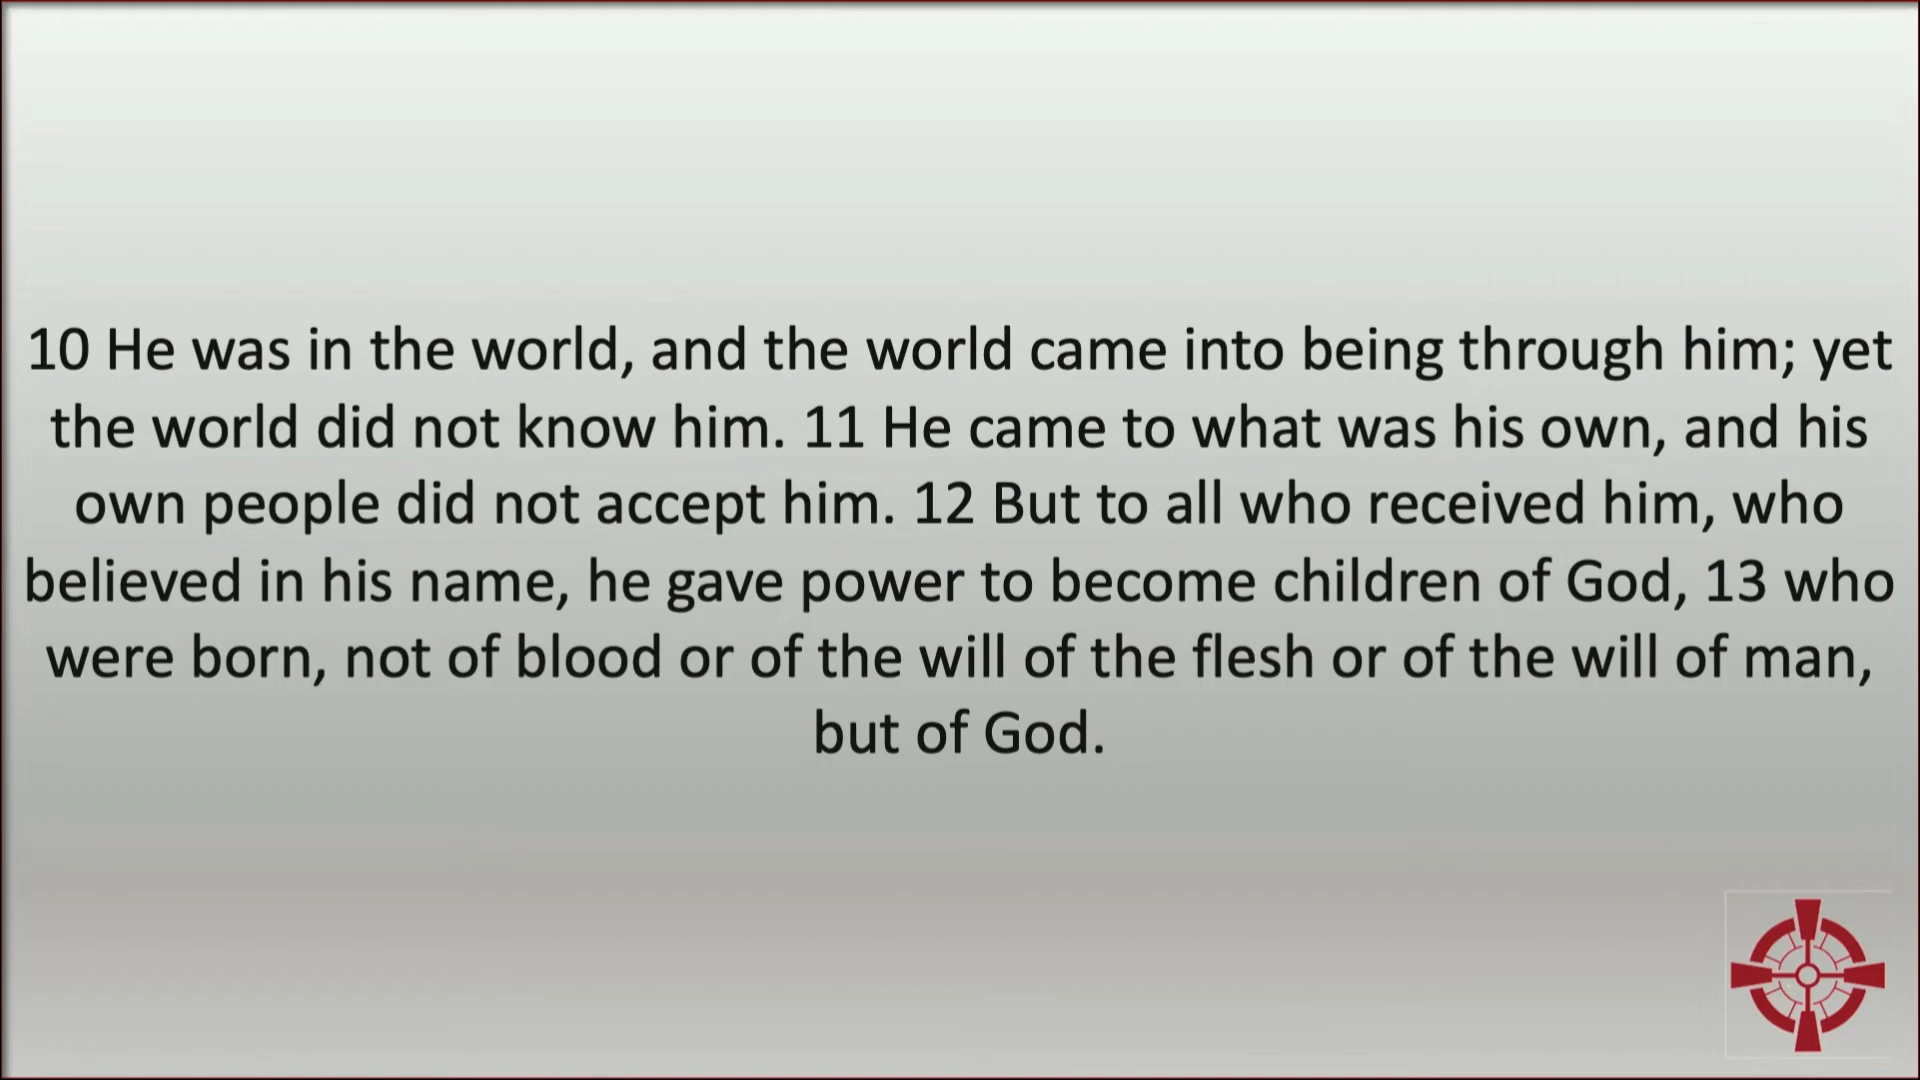 10 He was in the world, and the world came into being through him; yet
the world did not know him. 11 He came to what was his own, and his
own people did not accept him. 12 But to all who received him, who
believed in his name, he gave power to become children of God, 13 who
were born, not of blood or of the will of the flesh or of the will of man,
but of God.